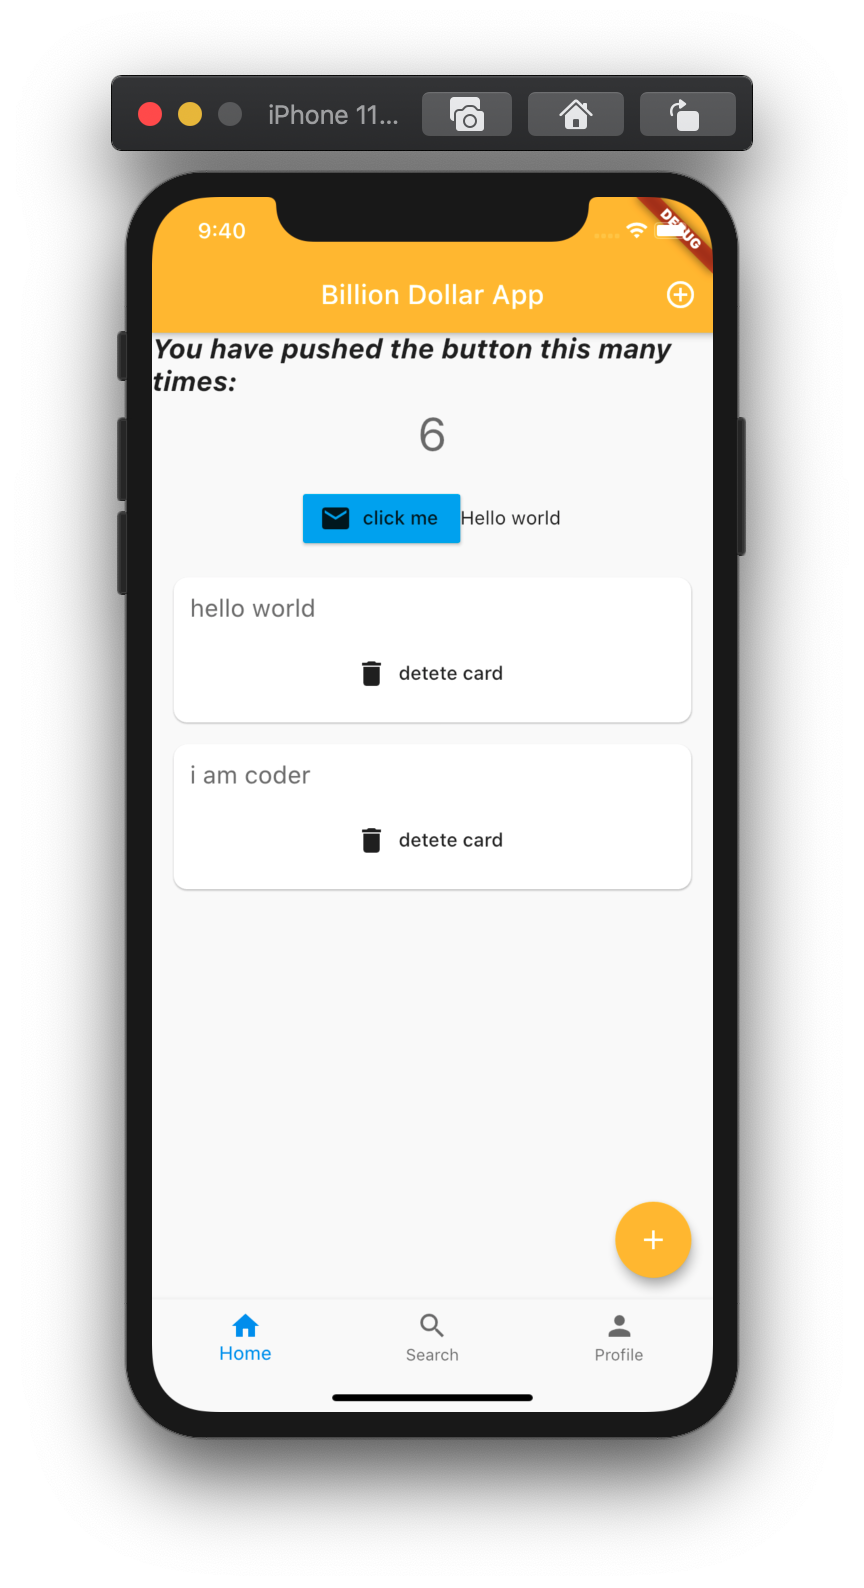 iPhone 11...
9:40
DEBUG
Billion Dollar App
You have pushed the button this many
times:
6
click me Hello world
hello world
detete card
i am coder
detete card
Home Search Profile